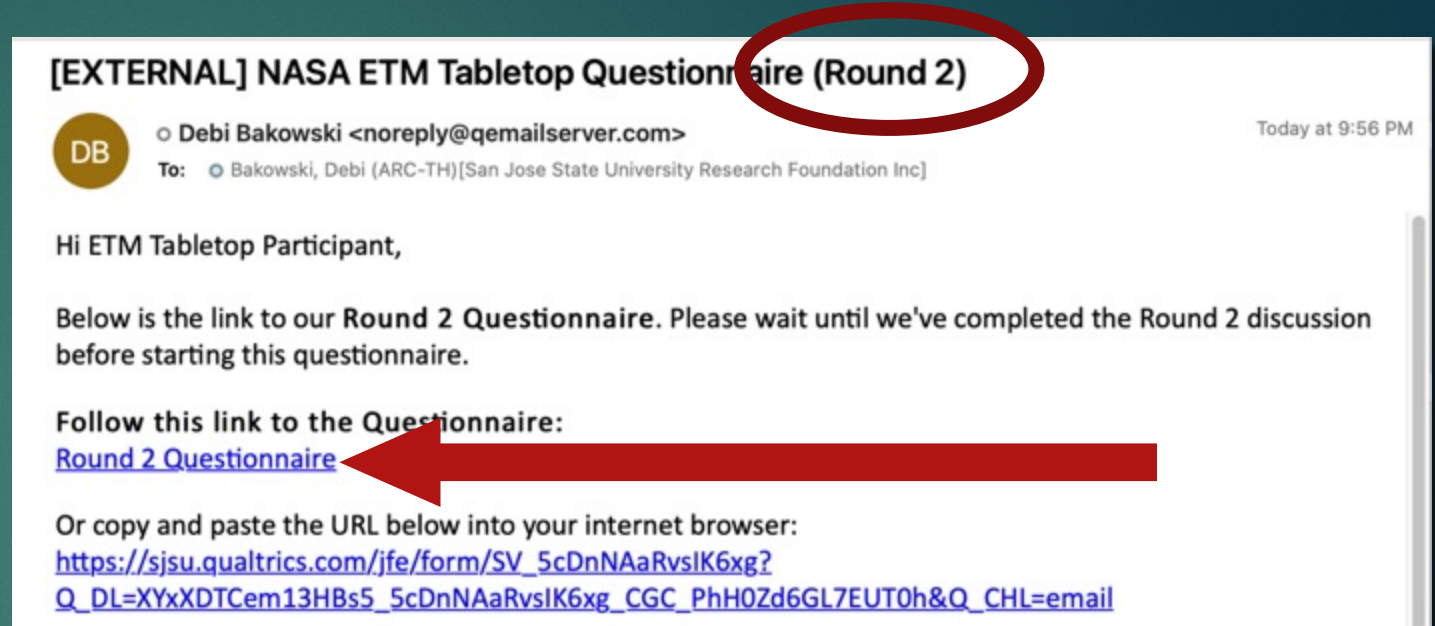 [EXTERNAL] NASA ETM Tabletop Questionnaire (Round 2)
DB
Debi Bakowski <noreply@qemailserver.com>
Today at 9:56 PM
To: Bakowski, Debi (ARC-TH)[San Jose State University Research Foundation Inc]
Hi ETM Tabletop Participant,
Below is the link to our Round 2 Questionnaire. Please wait until we've completed the Round 2 discussion
before starting this questionnaire.
Follow this link to the Questionnaire:
Round 2 Questionnaire
Or copy and paste the URL below into your internet browser:
https://sjsu.qualtrics.com/jfe/form/SV_5cDnNAaRvsIK6xg?
Q_DL=XYxXDTCem13HBs5_5cDnNAaRvsIK6xg_CGC_PhH0Zd6GL7EUT0h&Q_CHL=email